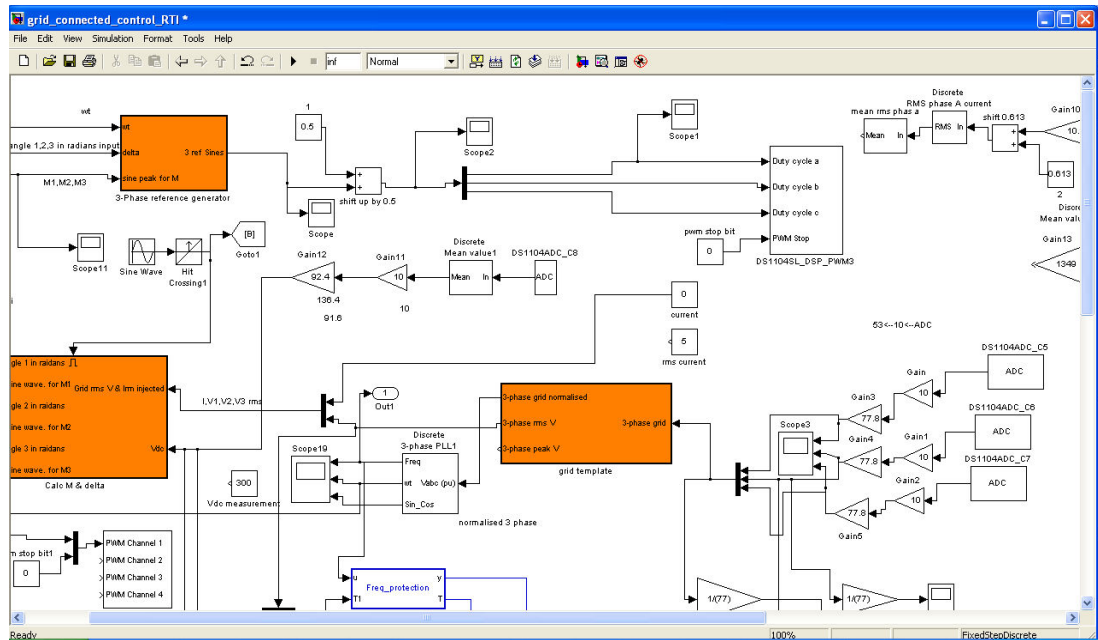 grid_connected_control_RTI *
File Edit View Simulation Format Tools Help
inf Normal
wt
angle 1,2,3 in radians input
M1,M2,M3
wt
delta
sine peak for M
3 ref Sines
3-Phase reference generator
1
0.5
+
+
shift up by 0.5
Scope2
Scope
Scope1
Duty cycle a
Duty cycle b
Duty cycle c
PWM Stop
DS1104SL_DSP_PWM3
pwm stop bit
0
Discrete
RMS phase A current
mean rms phas a
Mean In
RMS In
shift 0.613
+
+
Gain10
10.
0.613
2
Discre
Mean valu
Gain13
1349
Scope11
Sine Wave
Hit
Crossing1
[B]
Goto1
Gain12
92.4
136.4
91.6
Gain11
10
10
Discrete
Mean value1
Mean In
DS1104ADC_C8
ADC
0
current
5
rms current
53<--10<--ADC
gle 1 in raidans
ine wave. for M1
gle 2 in raidans
ine wave. for M2
gle 3 in raidans
ine wave. for M3
Grid rms V & Irm injected
Vdc
Calc M & delta
I,V1,V2,V3 rms
1
Out1
3-phase grid normalised
3-phase rms V
3-phase peak V
3-phase grid
grid template
Discrete
3-phase PLL1
Freq
wt
Sin_Cos
Vabc (pu)
normalised 3 phase
Scope19
300
Vdc measurement
DS1104ADC_C5
ADC
DS1104ADC_C6
ADC
DS1104ADC_C7
ADC
Gain
10
Gain1
10
Gain2
10
Gain3
77.8
Gain4
77.8
77.8
Gain5
Scope3
m stop bit1
0
PWM Channel 1
PWM Channel 2
PWM Channel 3
PWM Channel 4
u
T1
Freq_protection
y
T
1/(77)
1/(77)
Ready
100%
FixedStepDiscrete